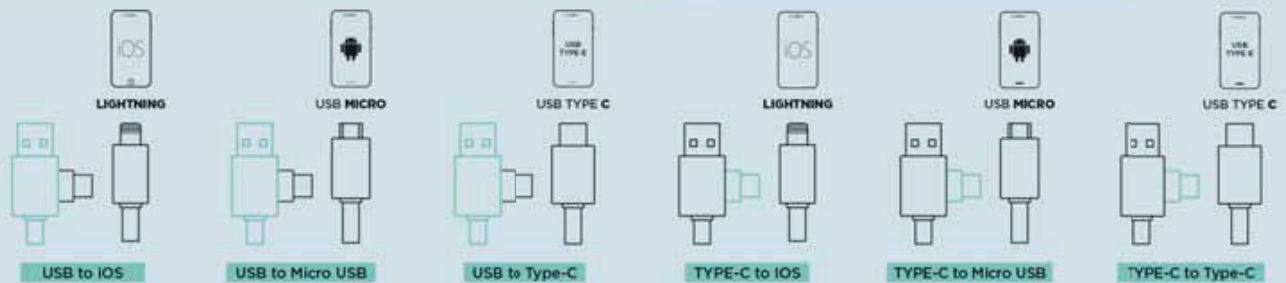 iOS
USB
TYPE C
iOS
USB
TYPE C
LIGHTNING
USB MICRO
USB TYPE C
LIGHTNING
USB MICRO
USB TYPE C
USB to iOS
USB to Micro USB
USB to Type-C
TYPE-C to IOS
TYPE-C to Micro USB
TYPE-C to Type-C